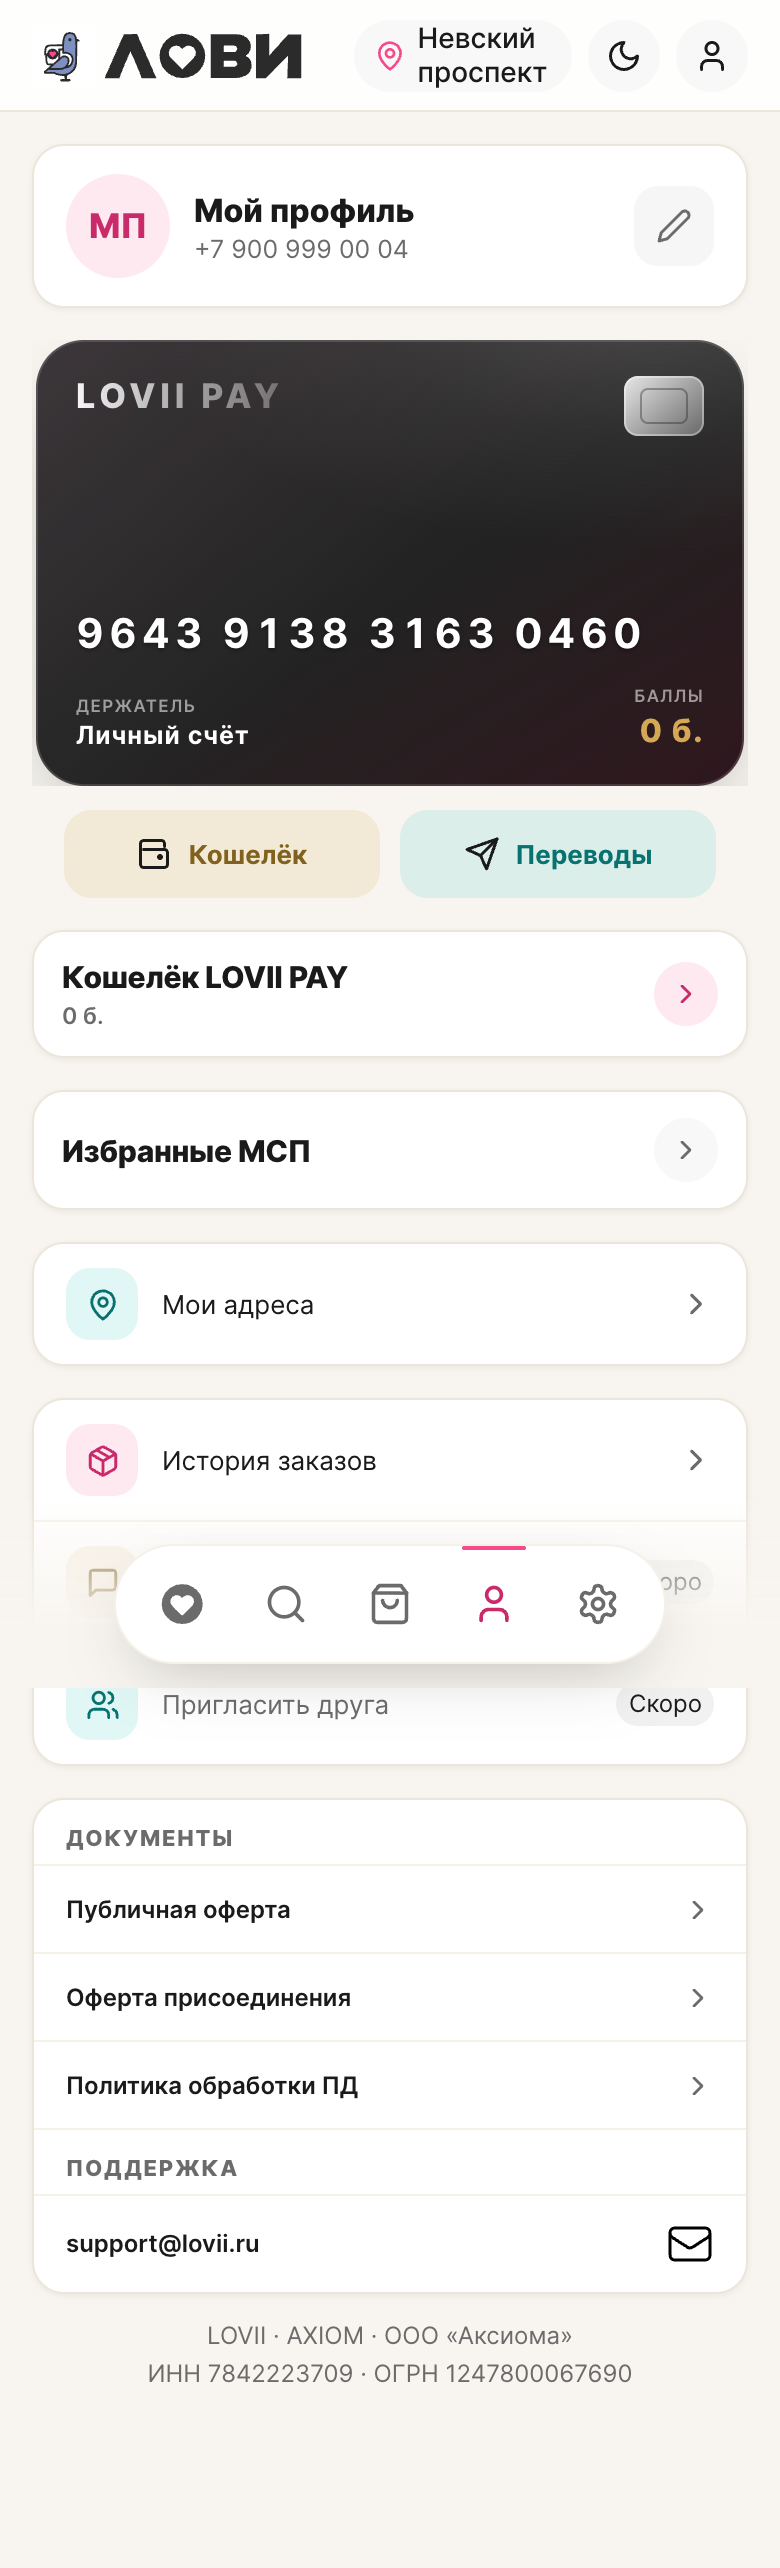 ЛОВИ
Невский
проспект
МП
Мой профиль
+7 900 999 00 04
LOVII PAY
9643 9138 3163 0460
ДЕРЖАТЕЛЬ
Личный счёт
БАЛЛЫ
0 б.
Кошелёк
Переводы
Кошелёк LOVII PAY
0 б.
Избранные МСП
Мои адреса
История заказов
Пригласить друга
Скоро
ДОКУМЕНТЫ
Публичная оферта
Оферта присоединения
Политика обработки ПД
ПОДДЕРЖКА
support@lovii.ru
LOVII · AXIOM · ООО «Аксиома»
ИНН 7842223709 · ОГРН 1247800067690